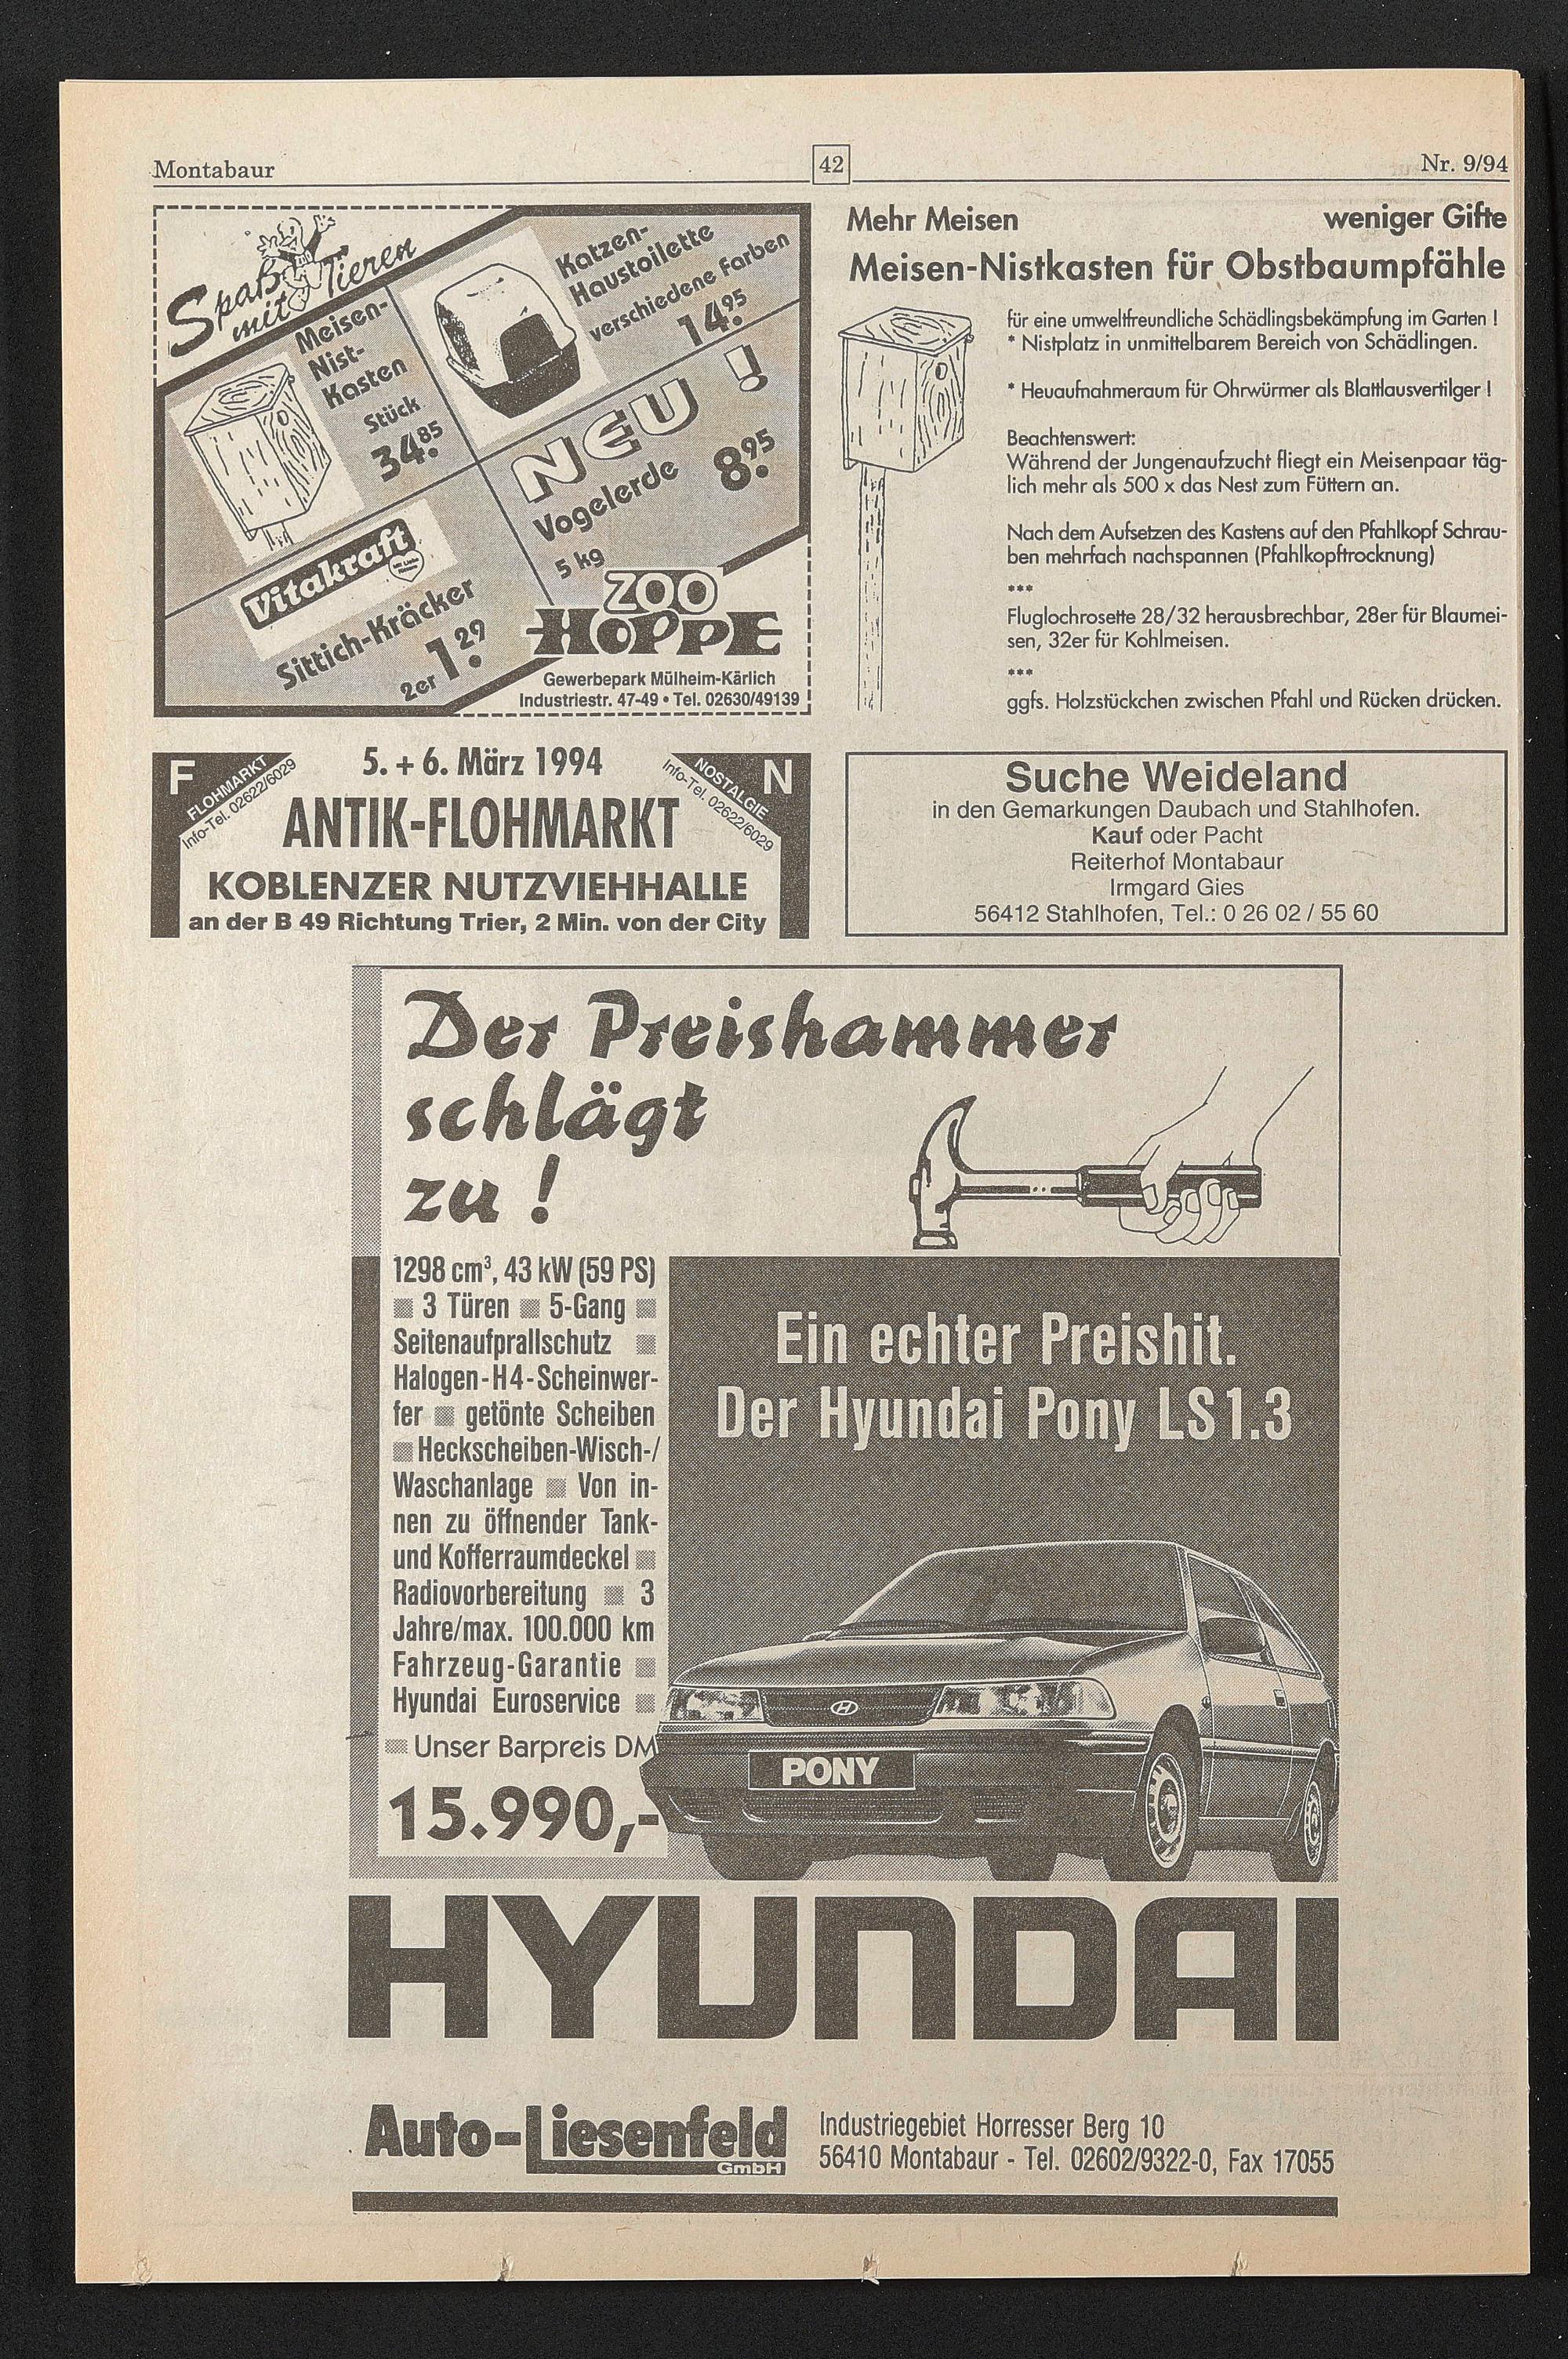 Montabaur
42
Nr. 9/94
Spaß
mit Tieren
Meisen-
Nist-
Kasten
Stück
34.85
Katzen-
Haustoilette
verschiedene Farben
14.95
NEU !
Vogelerde
5 kg
8.95
Vitakraft
Sittich-Kräcker
2er 1.29
ZOO
HOPPE
Gewerbepark Mülheim-Kärlich
Industriestr. 47-49 • Tel. 02630/49139
Mehr Meisen weniger Gifte
Meisen-Nistkasten für Obstbaumpfähle
für eine umweltfreundliche Schädlingsbekämpfung im Garten !
* Nistplatz in unmittelbarem Bereich von Schädlingen.
* Heuaufnahmeraum für Ohrwürmer als Blattlausvertilger !
Beachtenswert:
Während der Jungenaufzucht fliegt ein Meisenpaar täg-
lich mehr als 500 x das Nest zum Füttern an.
Nach dem Aufsetzen des Kastens auf den Pfahlkopf Schrau-
ben mehrfach nachspannen (Pfahlkopftrocknung)
***
Fluglochrosette 28/32 herausbrechbar, 28er für Blaumei-
sen, 32er für Kohlmeisen.
***
ggfs. Holzstückchen zwischen Pfahl und Rücken drücken.
F
FLOHMARKT
Info-Tel. 02622/6029
5. + 6. März 1994
N
NOSTALGIE
Info-Tel. 02622/6029
ANTIK-FLOHMARKT
KOBLENZER NUTZVIEHHALLE
an der B 49 Richtung Trier, 2 Min. von der City
Suche Weideland
in den Gemarkungen Daubach und Stahlhofen.
Kauf oder Pacht
Reiterhof Montabaur
Irmgard Gies
56412 Stahlhofen, Tel.: 0 26 02 / 55 60
Der Preishammer
schlägt
zu !
1298 cm³, 43 kW (59 PS)
■ 3 Türen ■ 5-Gang ■
Seitenaufprallschutz ■
Halogen-H4-Scheinwer-
fer ■ getönte Scheiben
■ Heckscheiben-Wisch-/
Waschanlage ■ Von in-
nen zu öffnender Tank-
und Kofferraumdeckel ■
Radiovorbereitung ■ 3
Jahre/max. 100.000 km
Fahrzeug-Garantie ■
Hyundai Euroservice ■
■ Unser Barpreis DM
15.990,-
Ein echter Preishit.
Der Hyundai Pony LS 1.3
PONY
HYUNDAI
Auto-Liesenfeld
GmbH
Industriegebiet Horresser Berg 10
56410 Montabaur - Tel. 02602/9322-0, Fax 17055